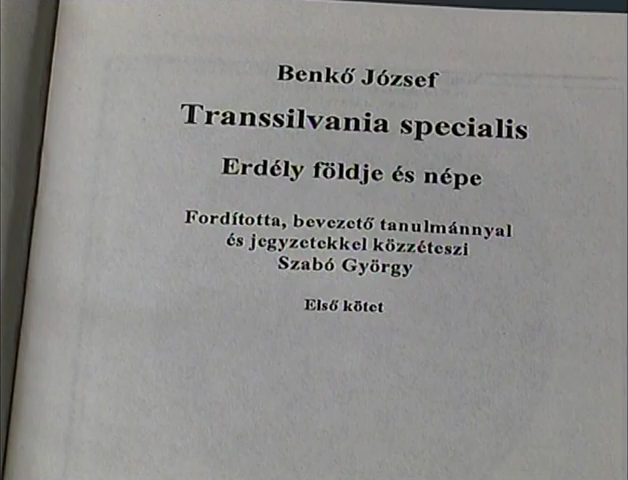 Benkő József
Transsilvania specialis
Erdély földje és népe
Fordította, bevezető tanulmánnyal
és jegyzetekkel közzéteszi
Szabó György
Első kötet